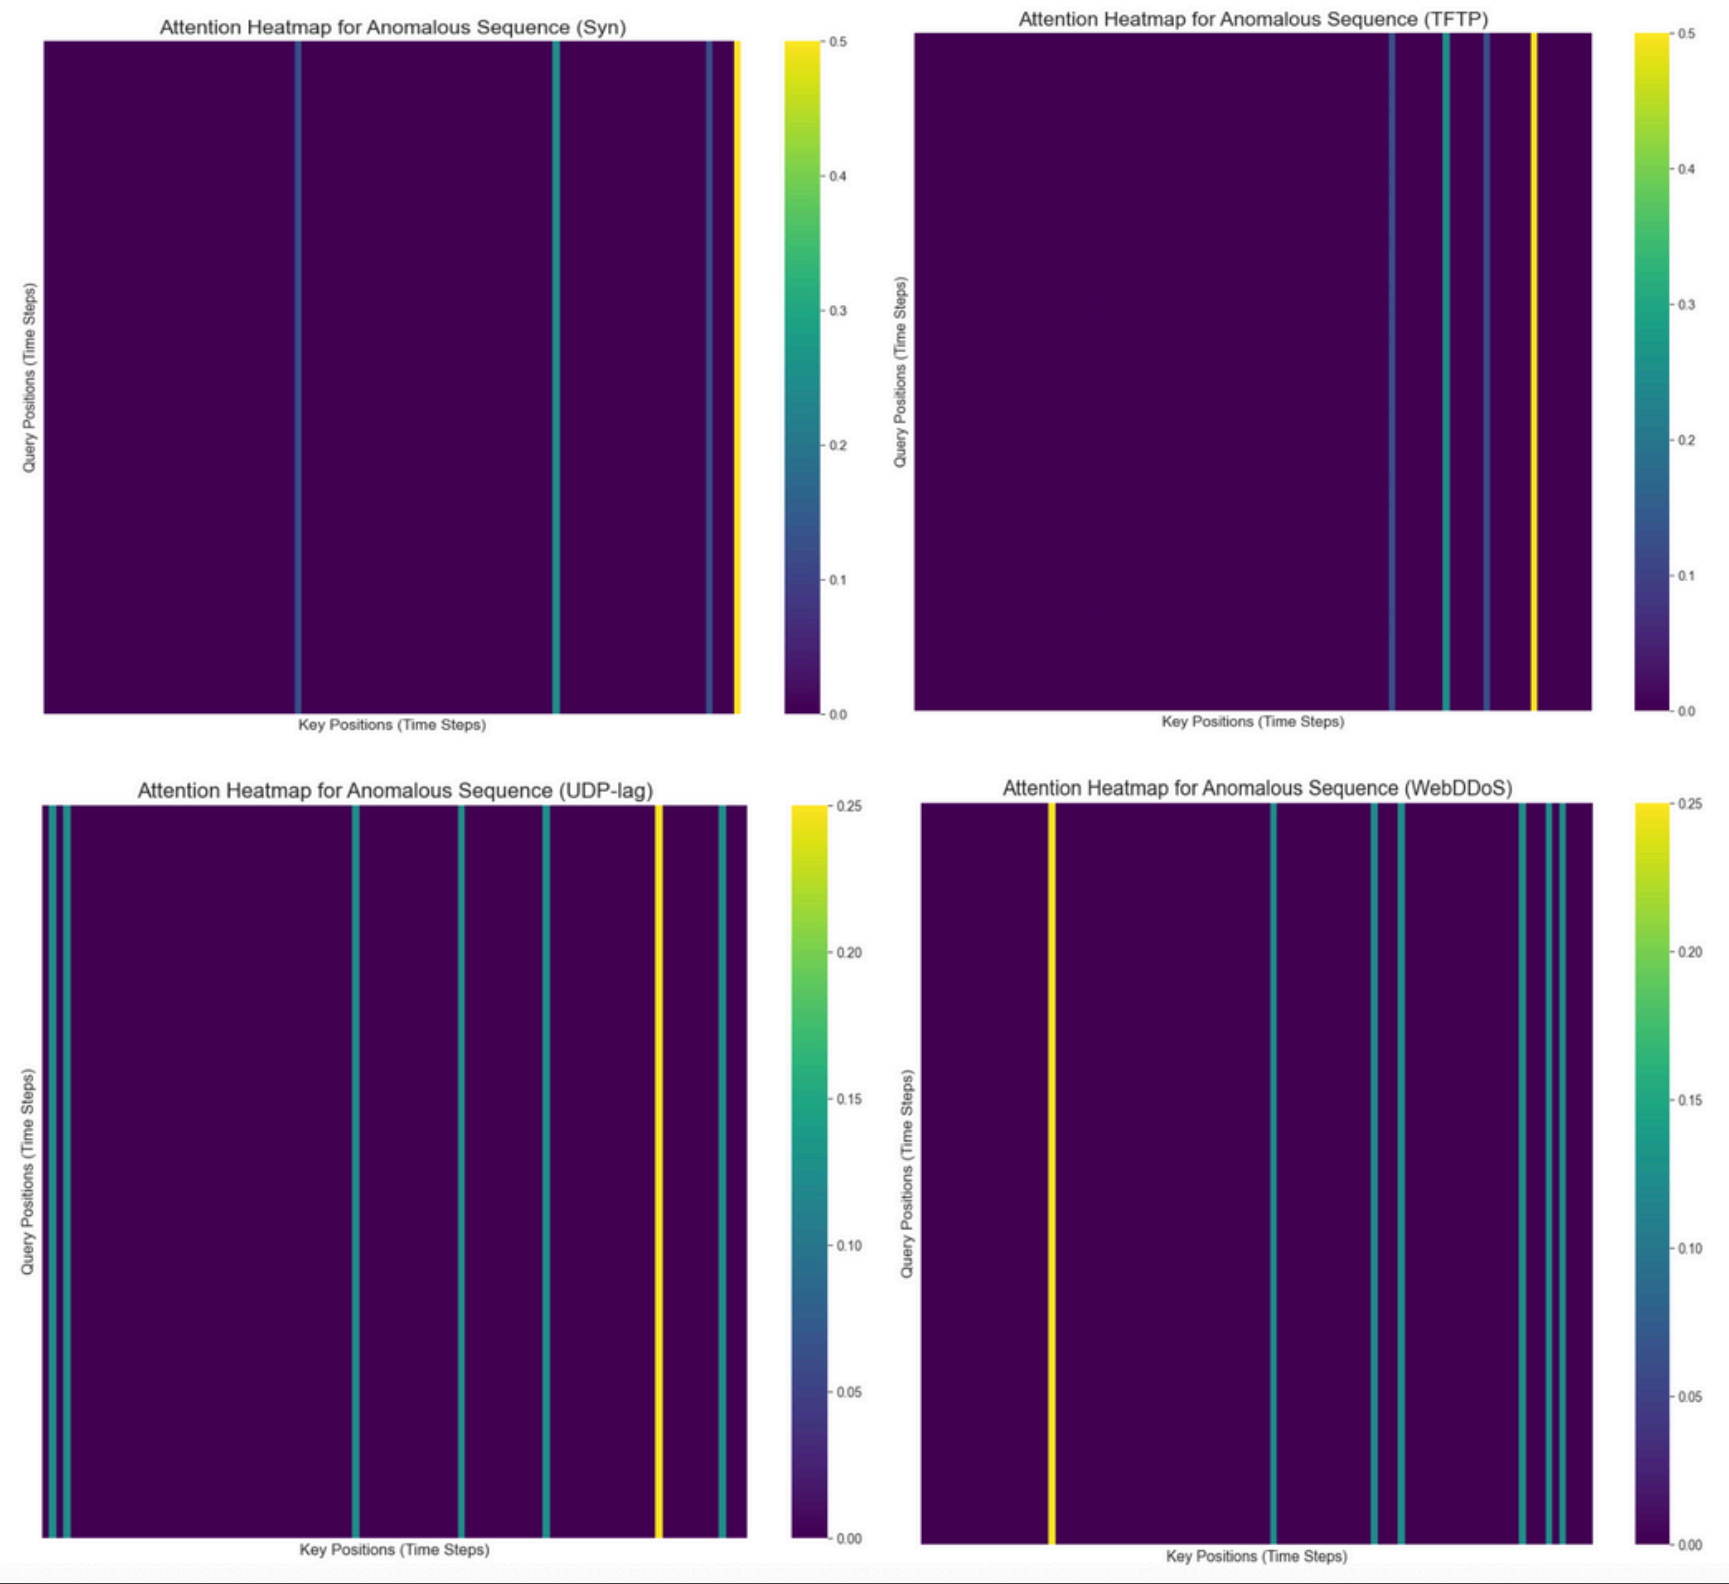 Attention Heatmap for Anomalous Sequence (Syn)
Query Positions (Time Steps)
Key Positions (Time Steps)
0.5
0.4
0.3
0.2
0.1
0.0
Attention Heatmap for Anomalous Sequence (TFTP)
Query Positions (Time Steps)
Key Positions (Time Steps)
0.5
0.4
0.3
0.2
0.1
0.0
Attention Heatmap for Anomalous Sequence (UDP-lag)
Query Positions (Time Steps)
Key Positions (Time Steps)
0.25
0.20
0.15
0.10
0.05
0.00
Attention Heatmap for Anomalous Sequence (WebDDoS)
Query Positions (Time Steps)
Key Positions (Time Steps)
0.25
0.20
0.15
0.10
0.05
0.00